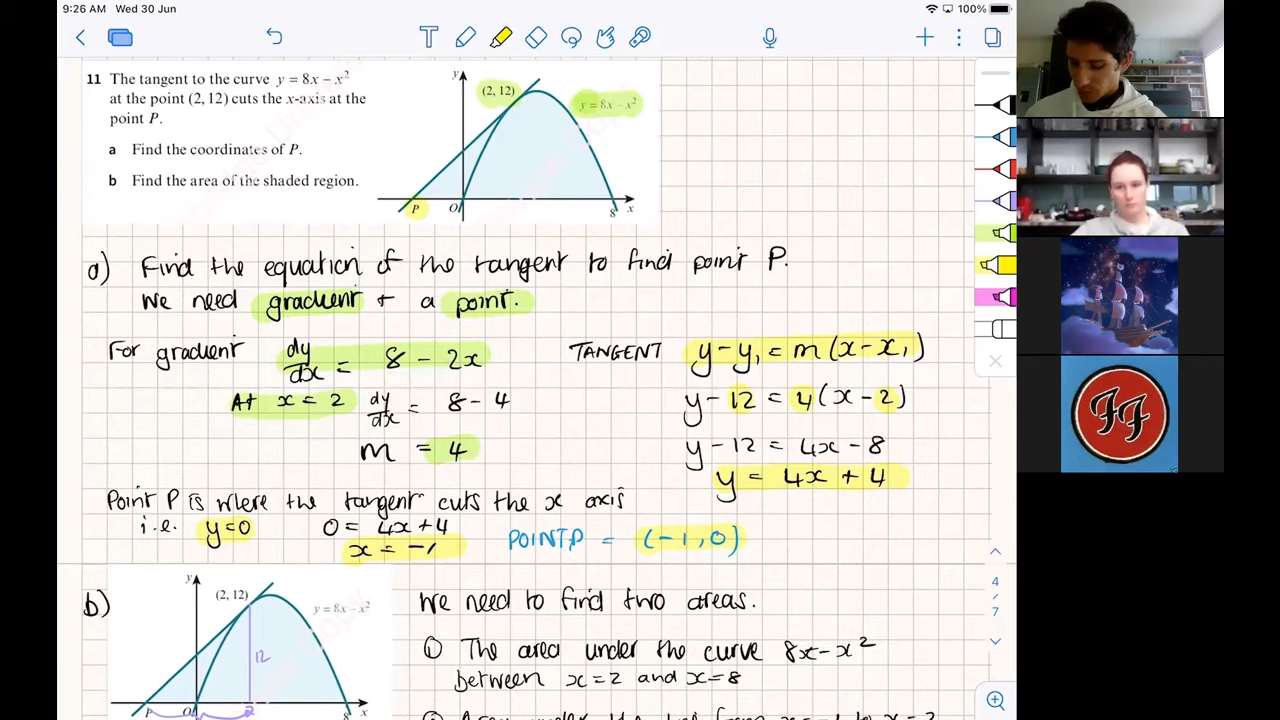 9:26 AM Wed 30 Jun
100%
11 The tangent to the curve y = 8x – x²
at the point (2, 12) cuts the x-axis at the
point P.
a Find the coordinates of P.
b Find the area of the shaded region.
y
(2, 12)
y = 8x – x²
P
O
8
x
a) Find the equation of the tangent to find point P.
We need gradient + a point.
For gradient dy/dx = 8 - 2x
At x = 2 dy/dx = 8 - 4
m = 4
TANGENT y - y₁ = m(x - x₁)
y - 12 = 4(x - 2)
y - 12 = 4x - 8
y = 4x + 4
Point P is where the tangent cuts the x axis
i.e. y=0 0 = 4x + 4
x = -1
POINT P = (-1, 0)
4
/
7
b)
y
(2, 12)
y = 8x – x²
12
P
O
2
8
x
We need to find two areas.
① The area under the curve 8x - x²
between x=2 and x=8
FF